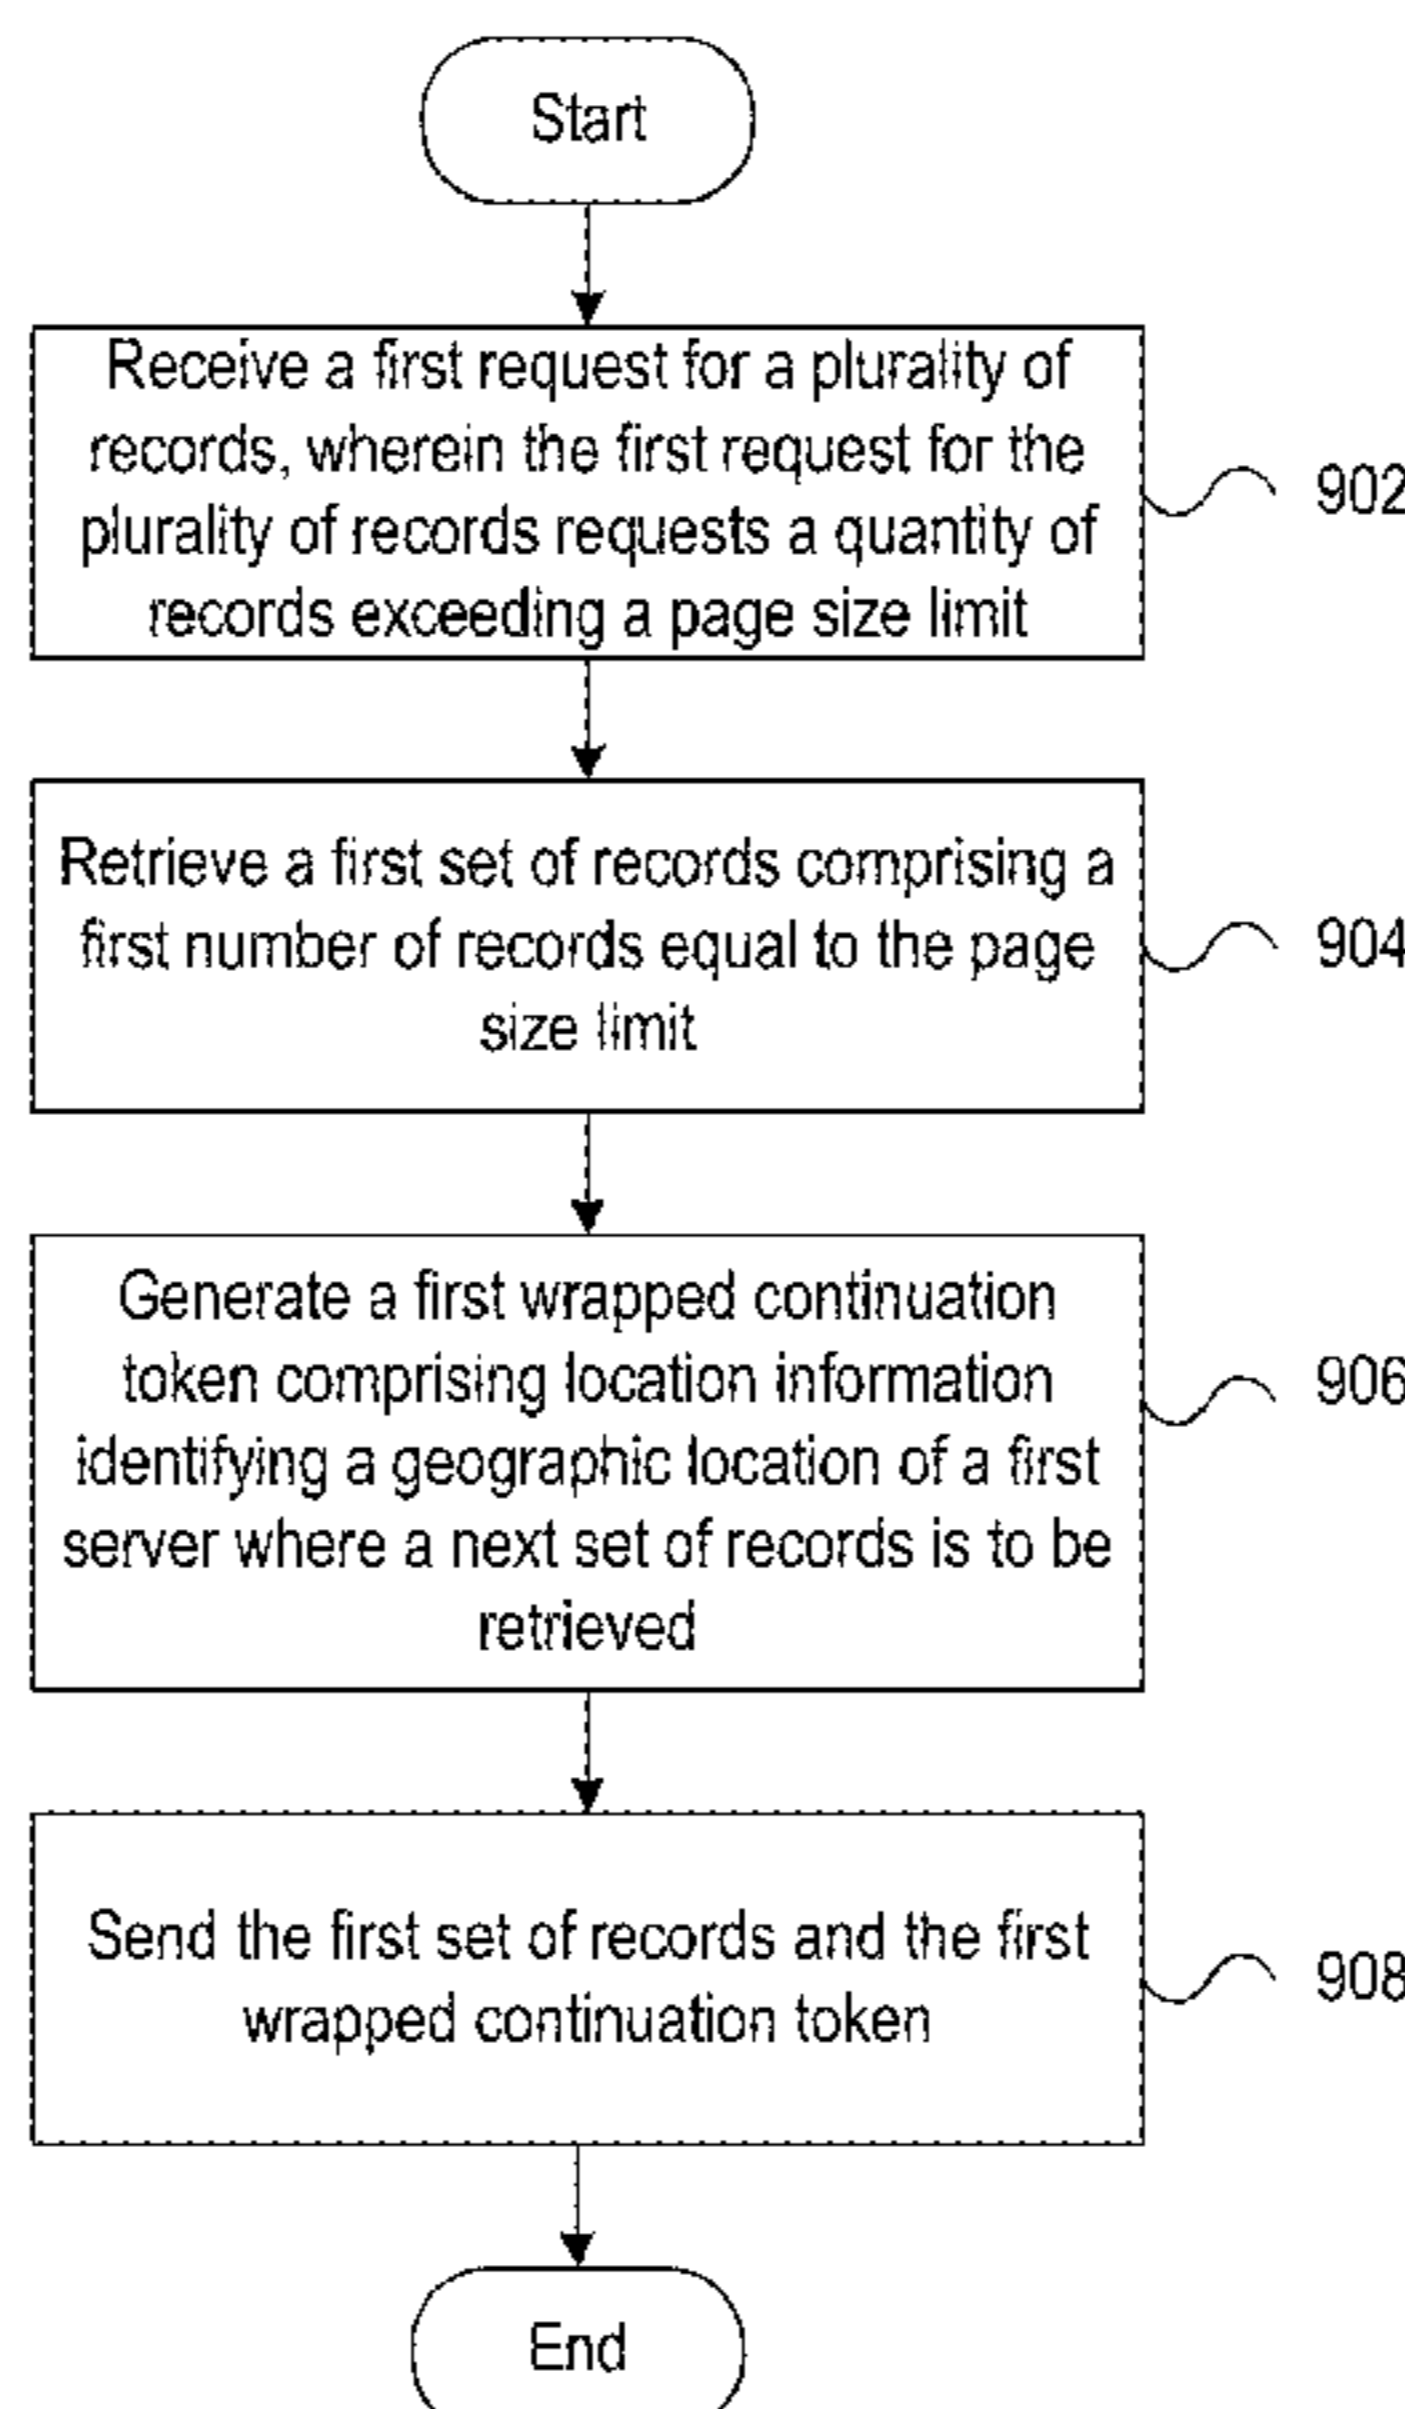 Start
Receive a first request for a plurality of
records, wherein the first request for the
plurality of records requests a quantity of
records exceeding a page size limit
902
Retrieve a first set of records comprising a
first number of records equal to the page
size limit
904
Generate a first wrapped continuation
token comprising location information
identifying a geographic location of a first
server where a next set of records is to be
retrieved
906
Send the first set of records and the first
wrapped continuation token
908
End